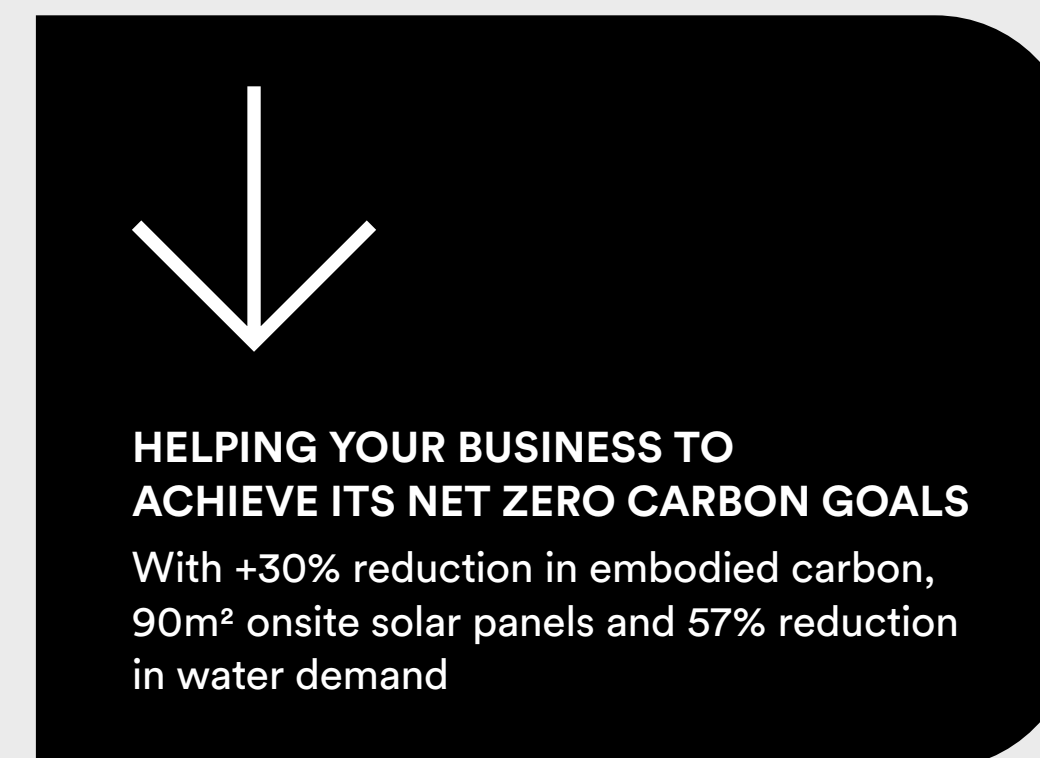 HELPING YOUR BUSINESS TO
ACHIEVE ITS NET ZERO CARBON GOALS
With +30% reduction in embodied carbon,
90m² onsite solar panels and 57% reduction
in water demand